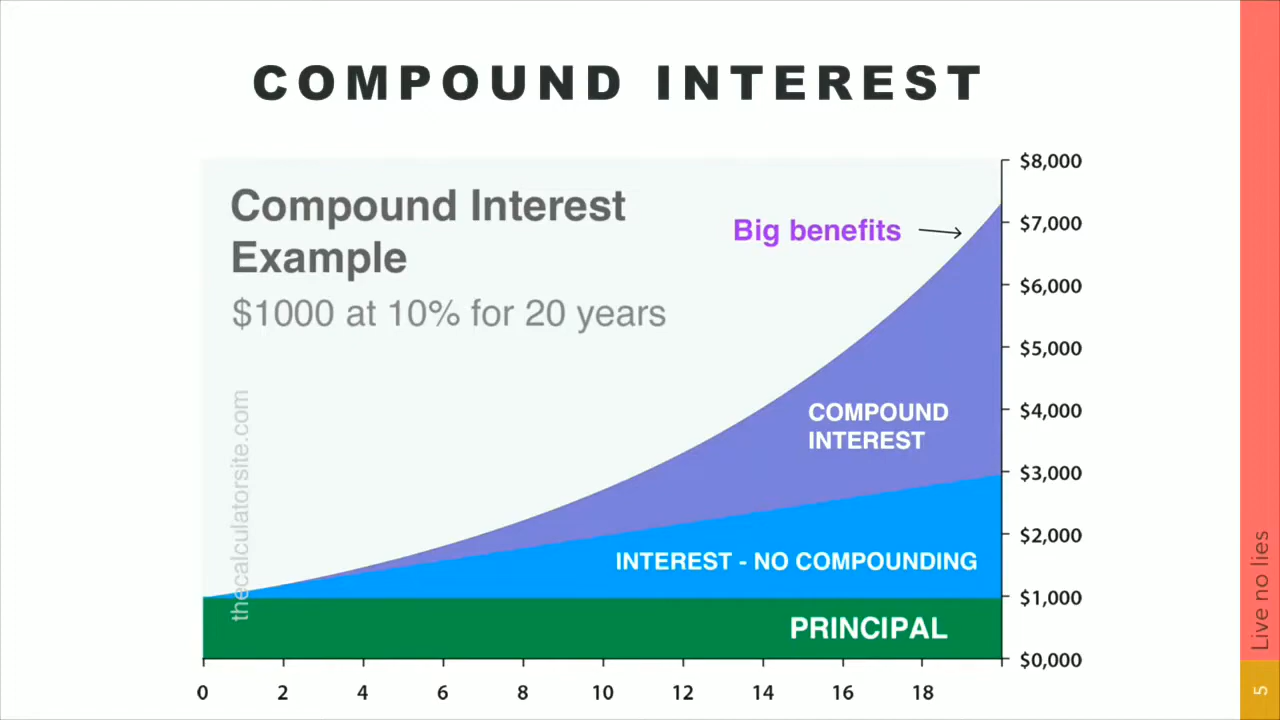 COMPOUND INTEREST
Compound Interest
Example
$1000 at 10% for 20 years
Big benefits
COMPOUND
INTEREST
INTEREST - NO COMPOUNDING
PRINCIPAL
thecalculatorsite.com
$8,000
$7,000
$6,000
$5,000
$4,000
$3,000
$2,000
$1,000
$0,000
0 2 4 6 8 10 12 14 16 18
Live no lies
5